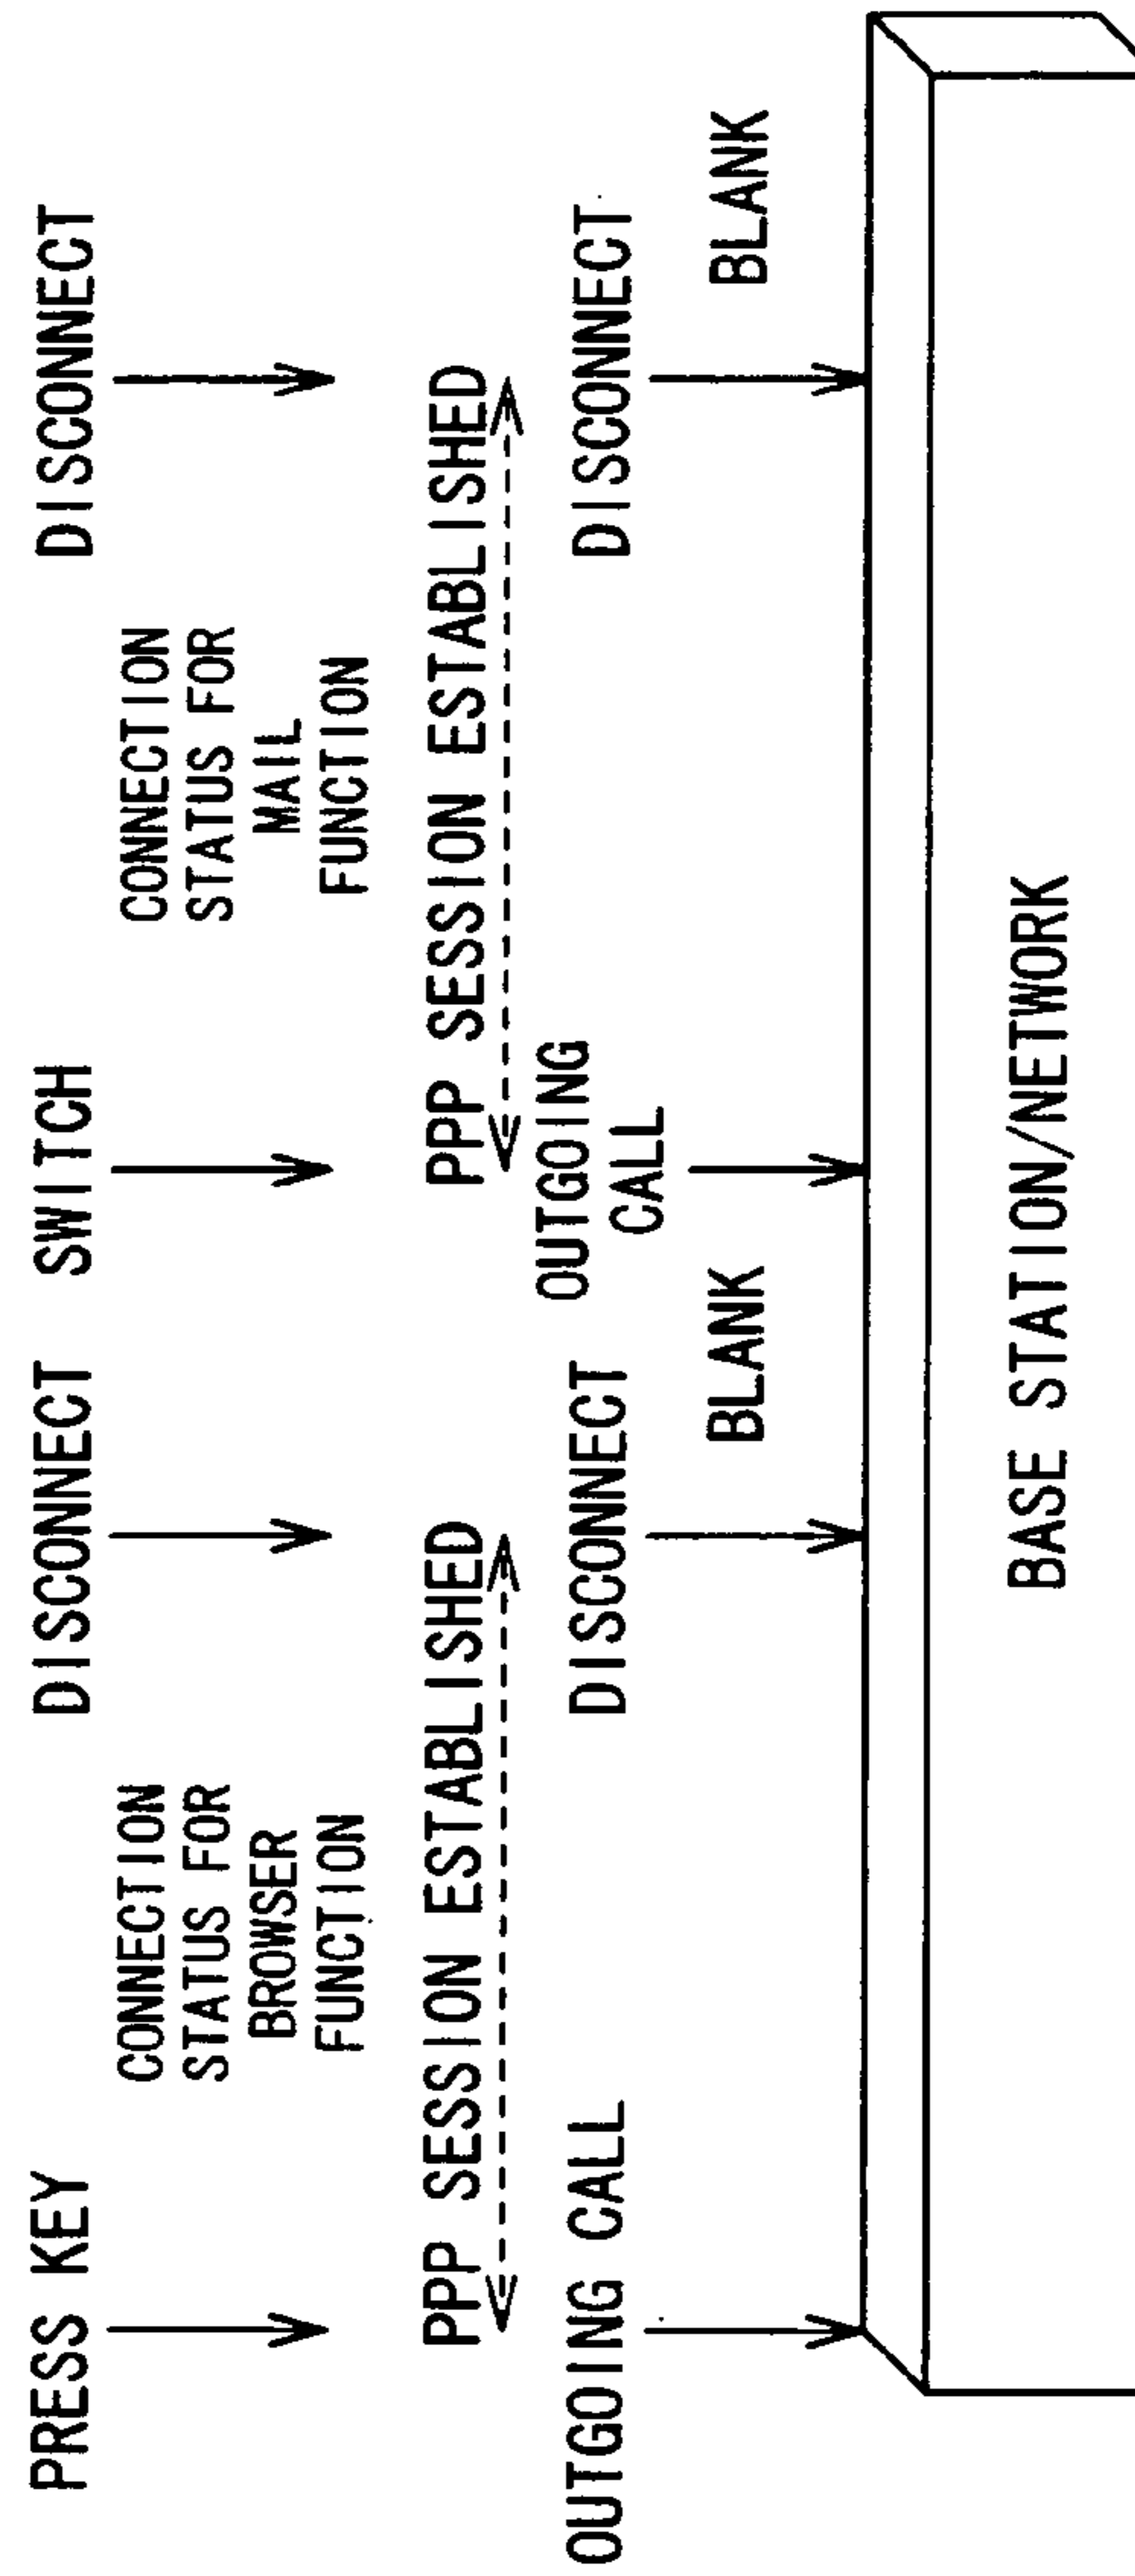 PRESS KEY
DISCONNECT
SWITCH
DISCONNECT
CONNECTION
STATUS FOR
BROWSER
FUNCTION
CONNECTION
STATUS FOR
MAIL
FUNCTION
PPP SESSION ESTABLISHED
PPP SESSION ESTABLISHED
OUTGOING CALL
DISCONNECT
OUTGOING
CALL
DISCONNECT
BLANK
BLANK
BASE STATION/NETWORK